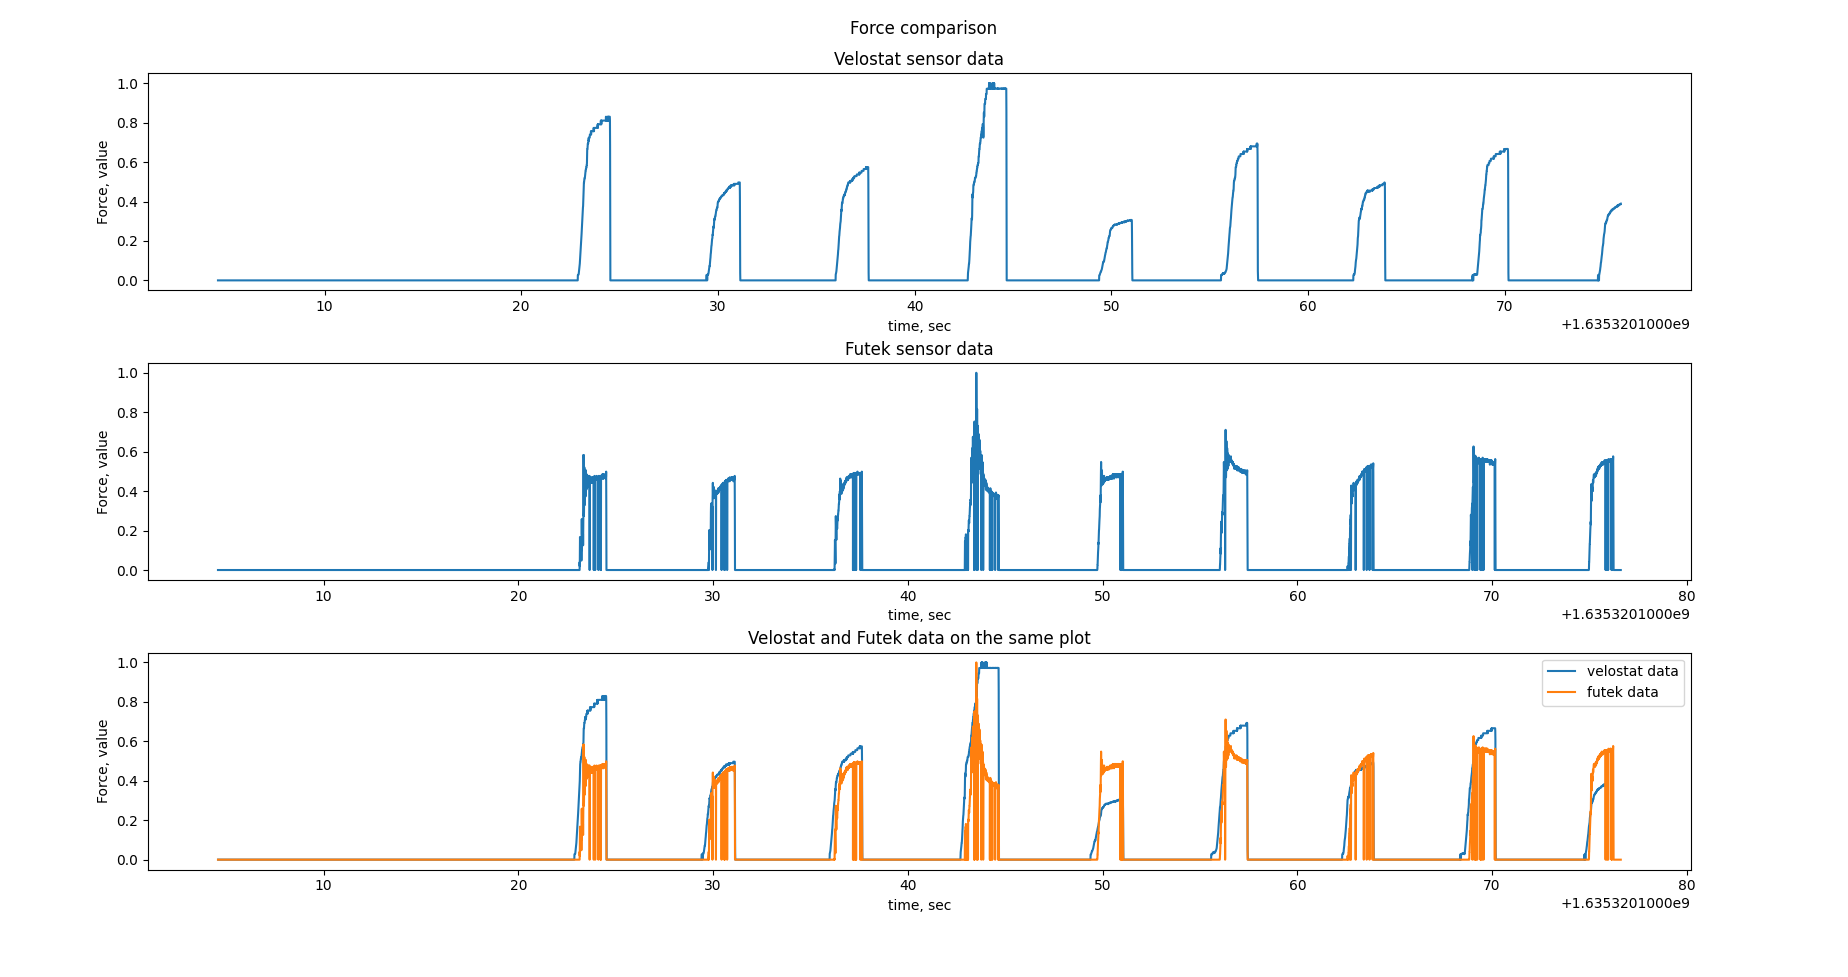 Force comparison
Velostat sensor data
Force, value
1.0
0.8
0.6
0.4
0.2
0.0
10 20 30 40 50 60 70
time, sec
+1.6353201000e9
Futek sensor data
Force, value
1.0
0.8
0.6
0.4
0.2
0.0
10 20 30 40 50 60 70 80
time, sec
+1.6353201000e9
Velostat and Futek data on the same plot
Force, value
1.0
0.8
0.6
0.4
0.2
0.0
velostat data
futek data
10 20 30 40 50 60 70 80
time, sec
+1.6353201000e9